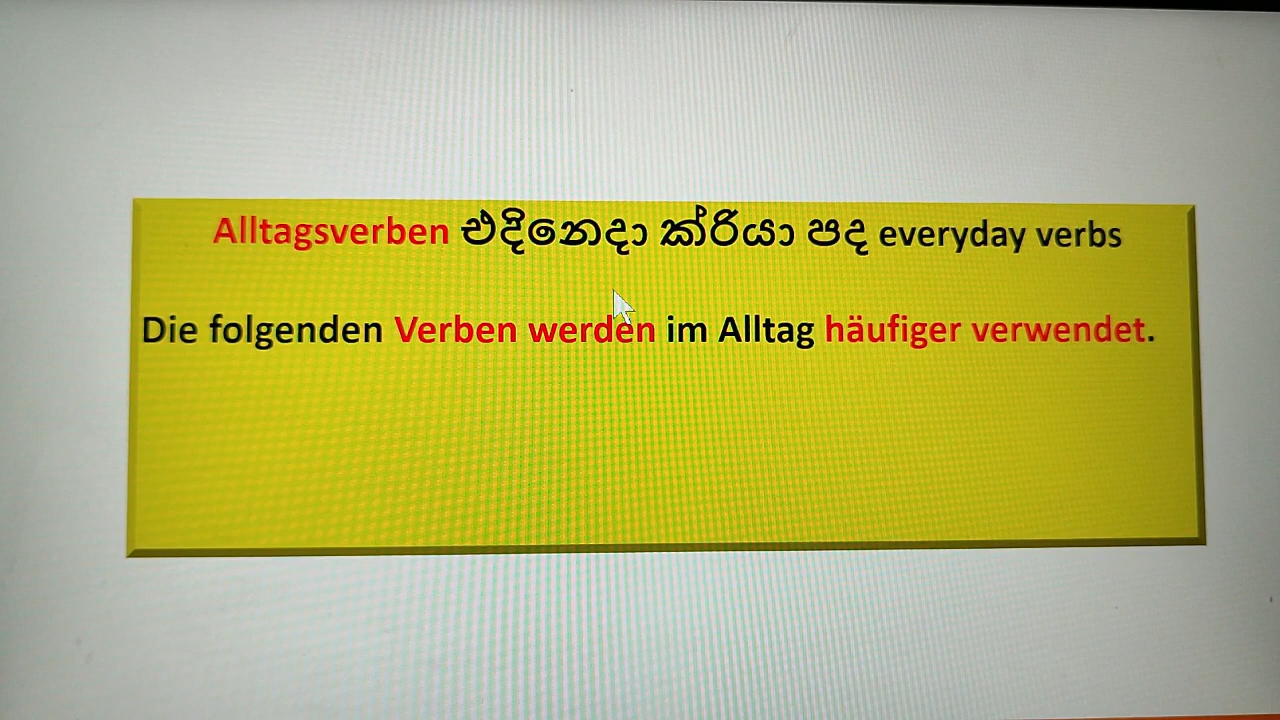 Alltagsverben එදිනෙදා ක්රියා පද everyday verbs
Die folgenden Verben werden im Alltag häufiger verwendet.